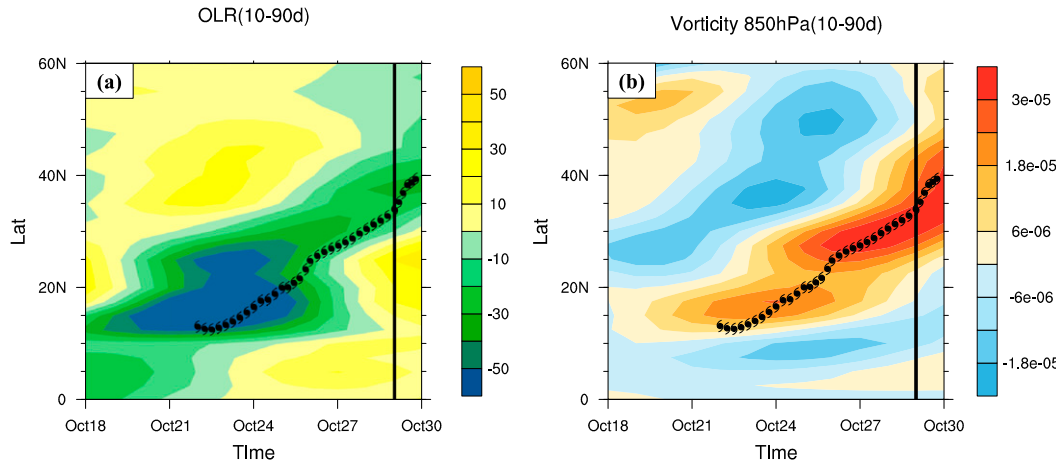 OLR(10-90d)
(a)
60N
40N
20N
0
Lat
Oct18 Oct21 Oct24 Oct27 Oct30
TIme
50
30
10
-10
-30
-50
Vorticity 850hPa(10-90d)
(b)
60N
40N
20N
0
Lat
Oct18 Oct21 Oct24 Oct27 Oct30
TIme
3e-05
1.8e-05
6e-06
-6e-06
-1.8e-05